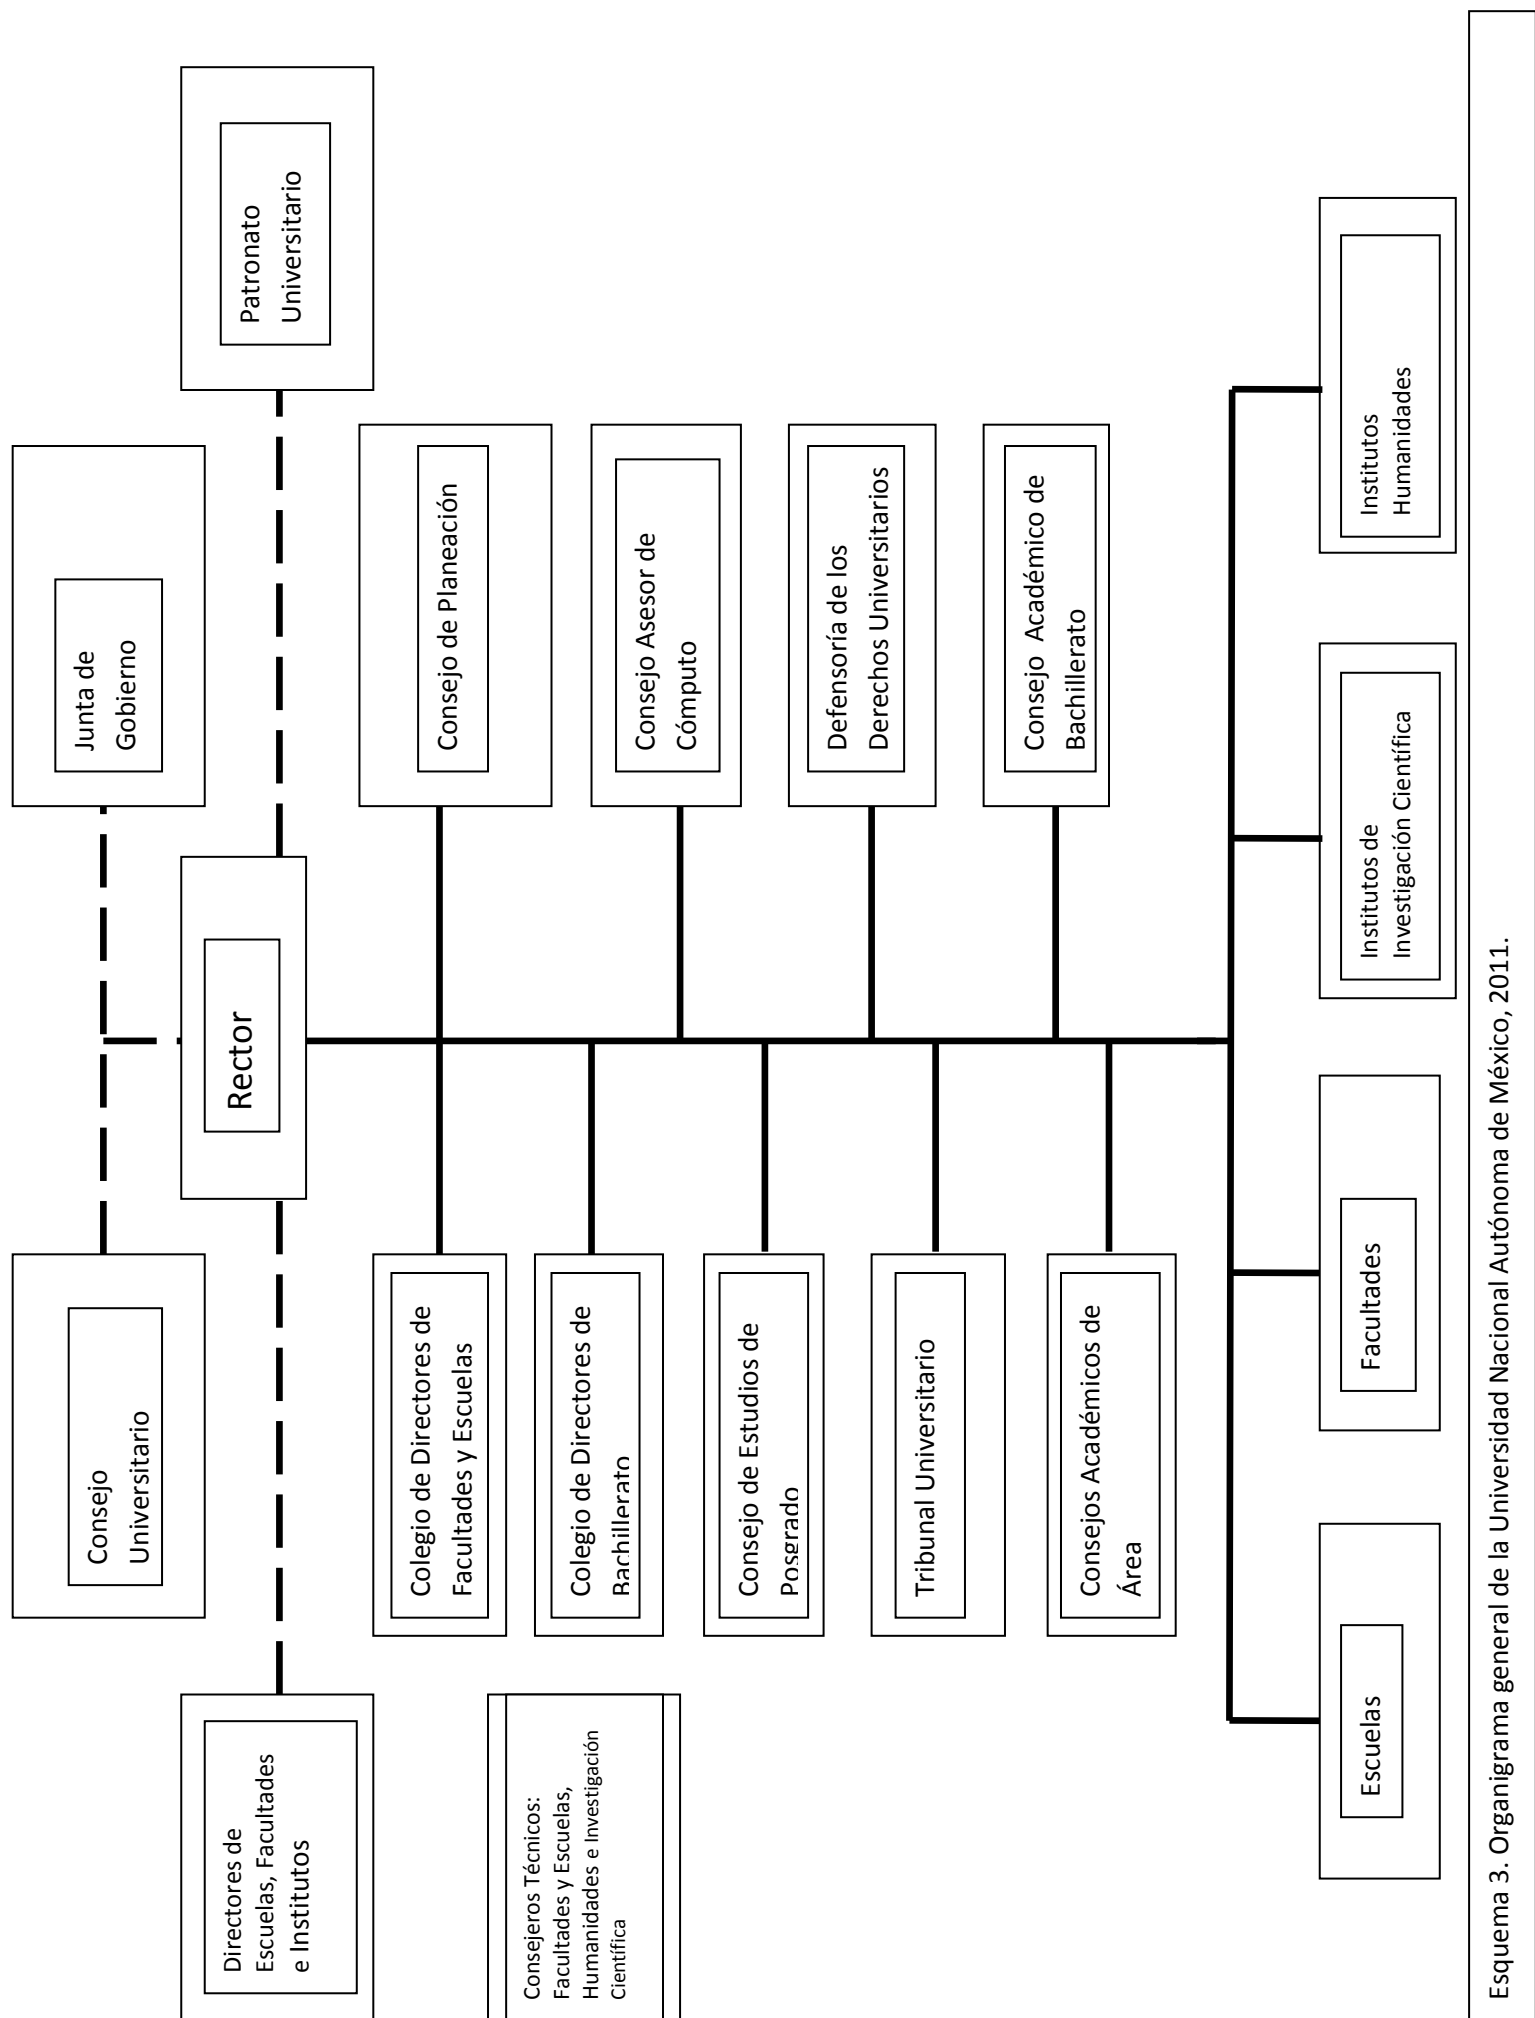 Consejo
Universitario
Junta de
Gobierno
Directores de
Escuelas, Facultades
e Institutos
Rector
Patronato
Universitario
Consejeros Técnicos:
Facultades y Escuelas,
Humanidades e Investigación
Científica
Colegio de Directores de
Facultades y Escuelas
Consejo de Planeación
Colegio de Directores de
Bachillerato
Consejo Asesor de
Cómputo
Consejo de Estudios de
Posgrado
Defensoría de los
Derechos Universitarios
Tribunal Universitario
Consejo  Académico de
Bachillerato
Consejos Académicos de
Área
Escuelas
Facultades
Institutos de
Investigación Científica
Institutos
Humanidades
Esquema 3. Organigrama general de la Universidad Nacional Autónoma de México, 2011.